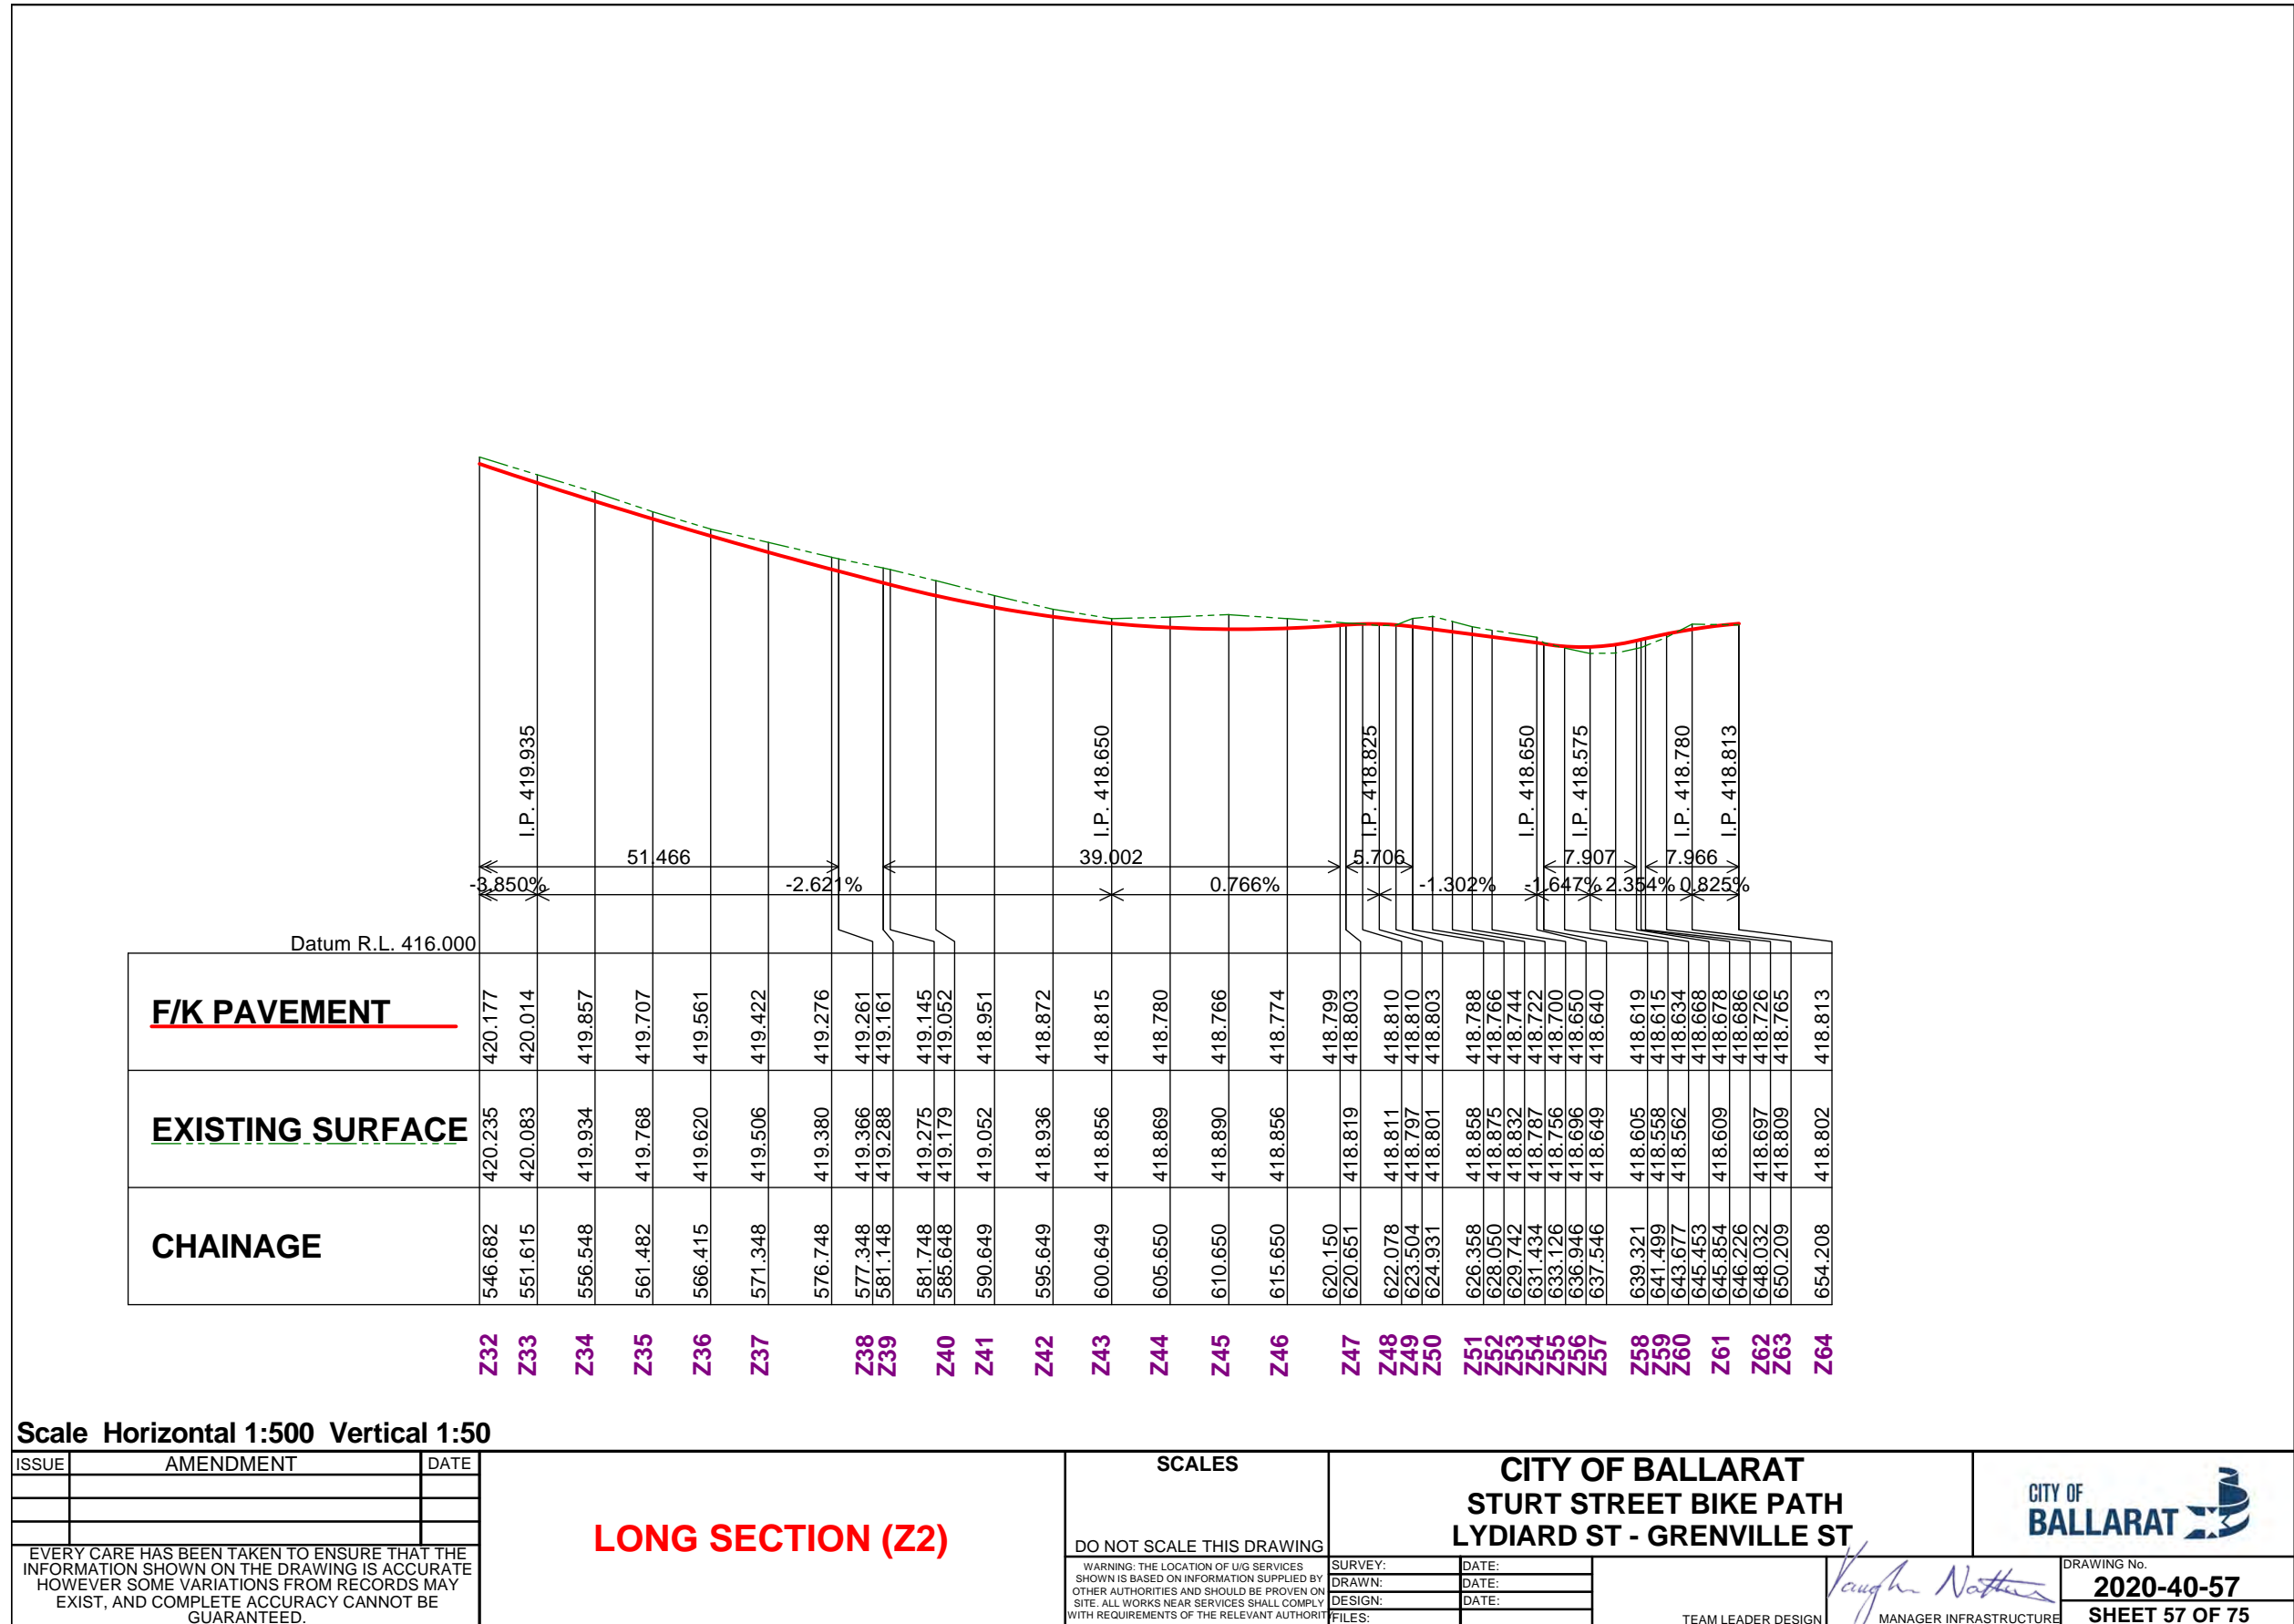 I.P. 419.935
I.P. 418.650
I.P. 418.825
I.P. 418.650
I.P. 418.575
I.P. 418.780
I.P. 418.813
51.466 39.002 5.706 7.907 7.966
-3.850% -2.621% 0.766% -1.302% -1.647% 2.354% 0.825%
Datum R.L. 416.000
F/K PAVEMENT 420.177 420.014 419.857 419.707 419.561 419.422 419.276 419.261 419.161 419.145 419.052 418.951 418.872 418.815 418.780 418.766 418.774 418.799 418.803 418.810 418.810 418.803 418.788 418.766 418.744 418.722 418.700 418.650 418.640 418.619 418.615 418.634 418.668 418.678 418.686 418.726 418.765 418.813
EXISTING SURFACE 420.235 420.083 419.934 419.768 419.620 419.506 419.380 419.366 419.288 419.275 419.179 419.052 418.936 418.856 418.869 418.890 418.856 418.819 418.811 418.797 418.801 418.858 418.875 418.832 418.787 418.756 418.696 418.649 418.605 418.558 418.562 418.609 418.697 418.809 418.802
CHAINAGE 546.682 551.615 556.548 561.482 566.415 571.348 576.748 577.348 581.148 581.748 585.648 590.649 595.649 600.649 605.650 610.650 615.650 620.150 620.651 622.078 623.504 624.931 626.358 628.050 629.742 631.434 633.126 636.946 637.546 639.321 641.499 643.677 645.453 645.854 646.226 648.032 650.209 654.208
Z32 Z33 Z34 Z35 Z36 Z37 Z38 Z39 Z40 Z41 Z42 Z43 Z44 Z45 Z46 Z47 Z48 Z49 Z50 Z51 Z52 Z53 Z54 Z55 Z56 Z57 Z58 Z59 Z60 Z61 Z62 Z63 Z64
Scale Horizontal 1:500 Vertical 1:50
ISSUE AMENDMENT DATE
EVERY CARE HAS BEEN TAKEN TO ENSURE THAT THE
INFORMATION SHOWN ON THE DRAWING IS ACCURATE
HOWEVER SOME VARIATIONS FROM RECORDS MAY
EXIST, AND COMPLETE ACCURACY CANNOT BE
GUARANTEED.
LONG SECTION (Z2)
SCALES
DO NOT SCALE THIS DRAWING
WARNING: THE LOCATION OF U/G SERVICES
SHOWN IS BASED ON INFORMATION SUPPLIED BY
OTHER AUTHORITIES AND SHOULD BE PROVEN ON
SITE. ALL WORKS NEAR SERVICES SHALL COMPLY
WITH REQUIREMENTS OF THE RELEVANT AUTHORITY
CITY OF BALLARAT
STURT STREET BIKE PATH
LYDIARD ST - GRENVILLE ST
SURVEY: DATE:
DRAWN: DATE:
DESIGN: DATE:
FILES:
TEAM LEADER DESIGN
MANAGER INFRASTRUCTURE
CITY OF
BALLARAT
DRAWING No.
2020-40-57
SHEET 57 OF 75